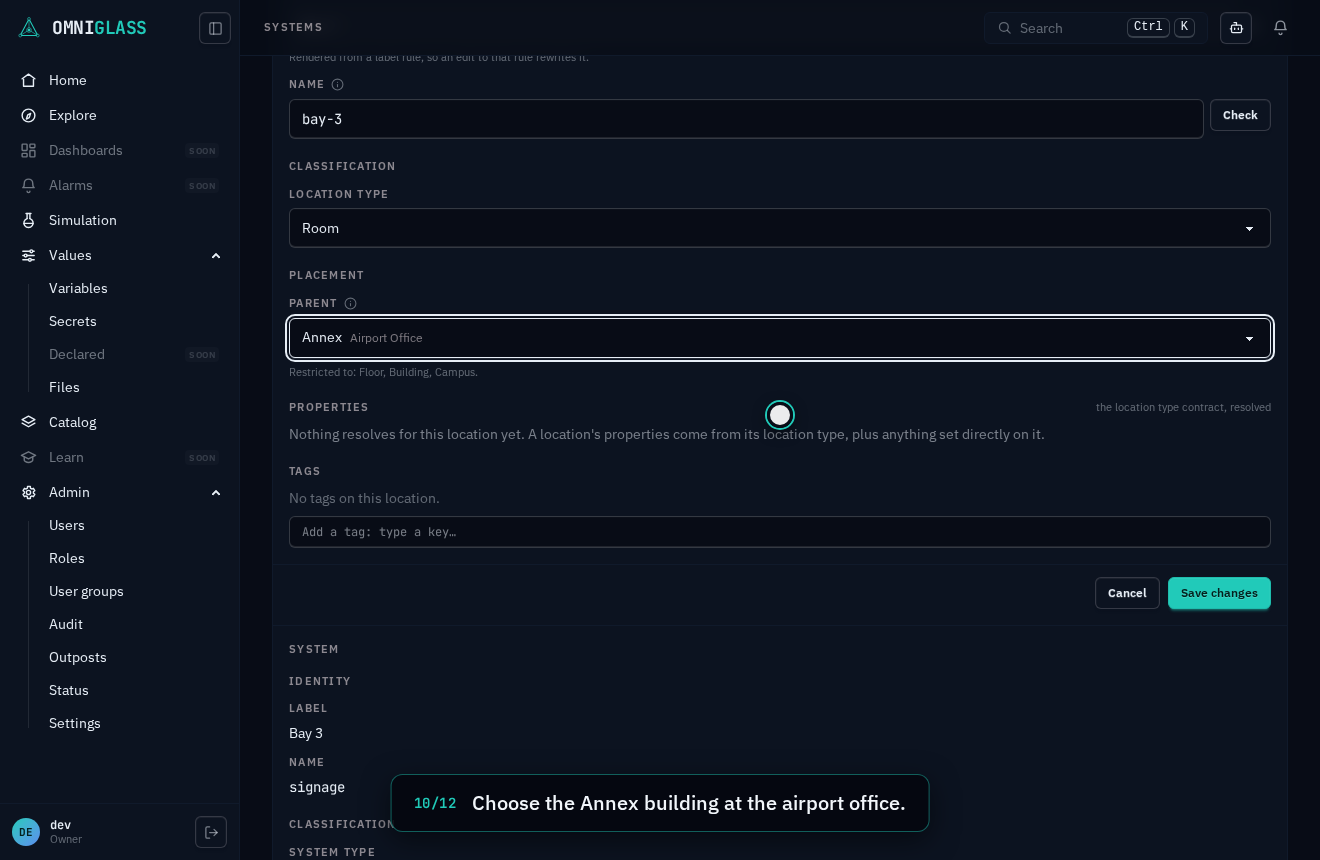 OMNIGLASS
SYSTEMS
Search
Ctrl
K
Home
Explore
Dashboards
SOON
Alarms
SOON
Simulation
Values
Variables
Secrets
Declared
SOON
Files
Catalog
Learn
SOON
Admin
Users
Roles
User groups
Audit
Outposts
Status
Settings
DE
dev
Owner
Rendered from a label rule, so an edit to that rule rewrites it.
NAME
bay-3
Check
CLASSIFICATION
LOCATION TYPE
Room
PLACEMENT
PARENT
Annex Airport Office
Restricted to: Floor, Building, Campus.
PROPERTIES
the location type contract, resolved
Nothing resolves for this location yet. A location's properties come from its location type, plus anything set directly on it.
TAGS
No tags on this location.
Add a tag: type a key…
Cancel
Save changes
SYSTEM
IDENTITY
LABEL
Bay 3
NAME
signage
CLASSIFICATION
SYSTEM TYPE
10/12 Choose the Annex building at the airport office.